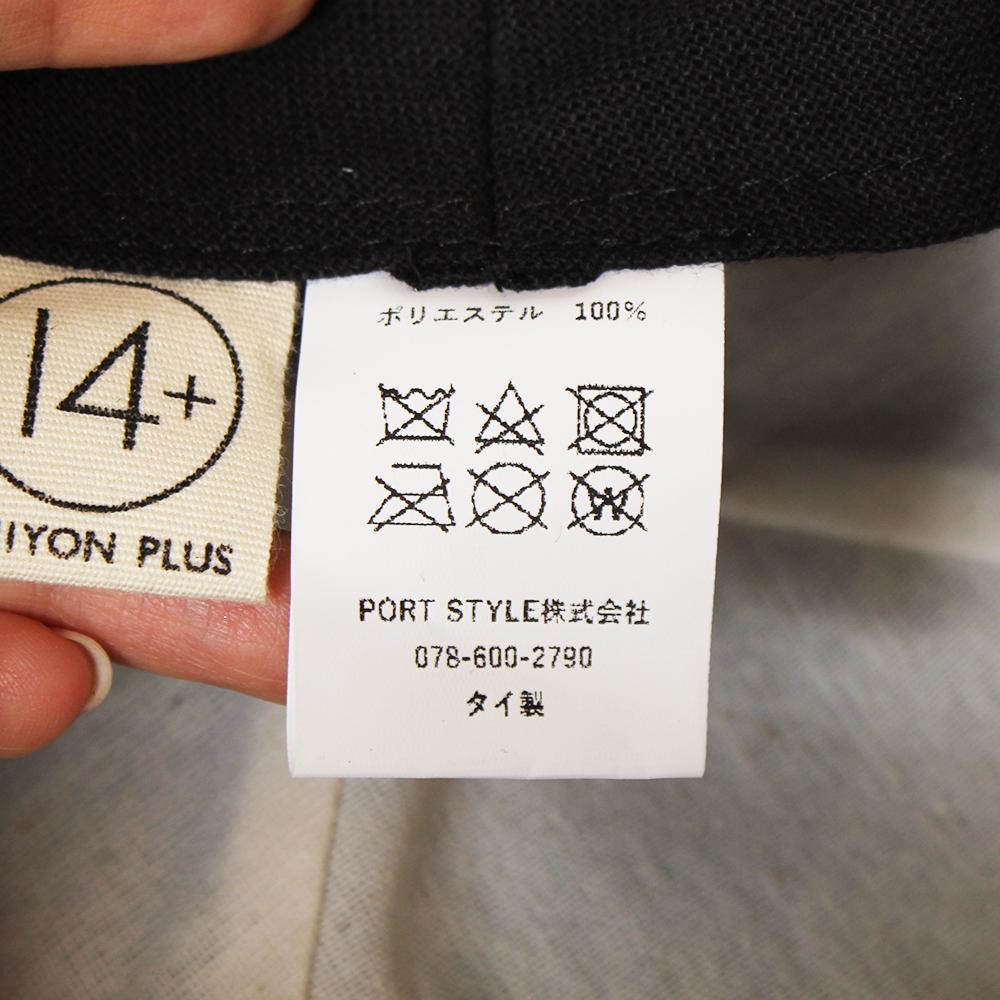 14+
IYON PLUS
ポリエステル 100%
W
PORT STYLE株式会社
078-600-2790
タイ製